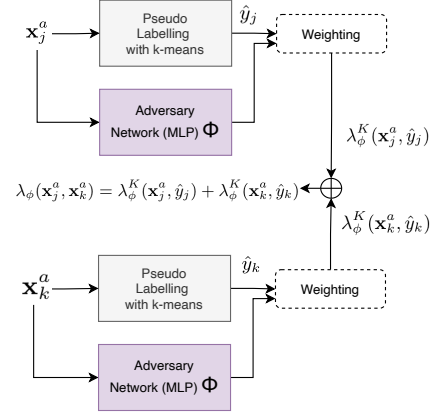 x_j^a
Pseudo
Labelling
with k-means
ŷ_j
Weighting
Adversary
Network (MLP) Φ
λ_ϕ^K(x_j^a, ŷ_j)
λ_ϕ(x_j^a, x_k^a) = λ_ϕ^K(x_j^a, ŷ_j) + λ_ϕ^K(x_k^a, ŷ_k)
λ_ϕ^K(x_k^a, ŷ_k)
x_k^a
Pseudo
Labelling
with k-means
ŷ_k
Weighting
Adversary
Network (MLP) Φ